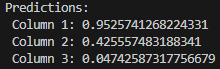 Predictions:
Column 1: 0.9525741268224331
Column 2: 0.425557483188341
Column 3: 0.04742587317756679